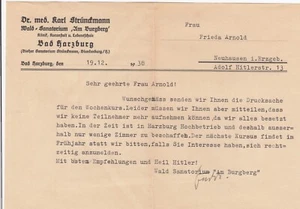 Dr. med. Karl Strünckmann
Wald-Sanatorium „Am Burgberg“
Bad Harzburg
Bad Harzburg, den 19.12. 1930
Frau
Frieda Arnold
Neuhausen i.Erzgeb.
Adolf Hitlerstr. 13
Sehr geehrte Frau Arnold!
Wunschgemäss senden wir Ihnen die Drucksache
für den Wochenkurs. Leider müssen wir Ihnen aber mitteilen, dass
wir keine Teilnehmer mehr aufnehmen können, da wir alles besetzt
haben. In der Zeit ist in Harzburg Hochbetrieb und deshalb ausser-
halb nur wenige Zimmer zu beschaffen. Der nächste Kursus findet im
Frühjahr statt wir bitten, falls Sie Interesse haben, sich recht-
zeitig anzumelden.
Mit besten Empfehlungen und Heil Hitler!
Wald Sanatorium "Am Burgberg"